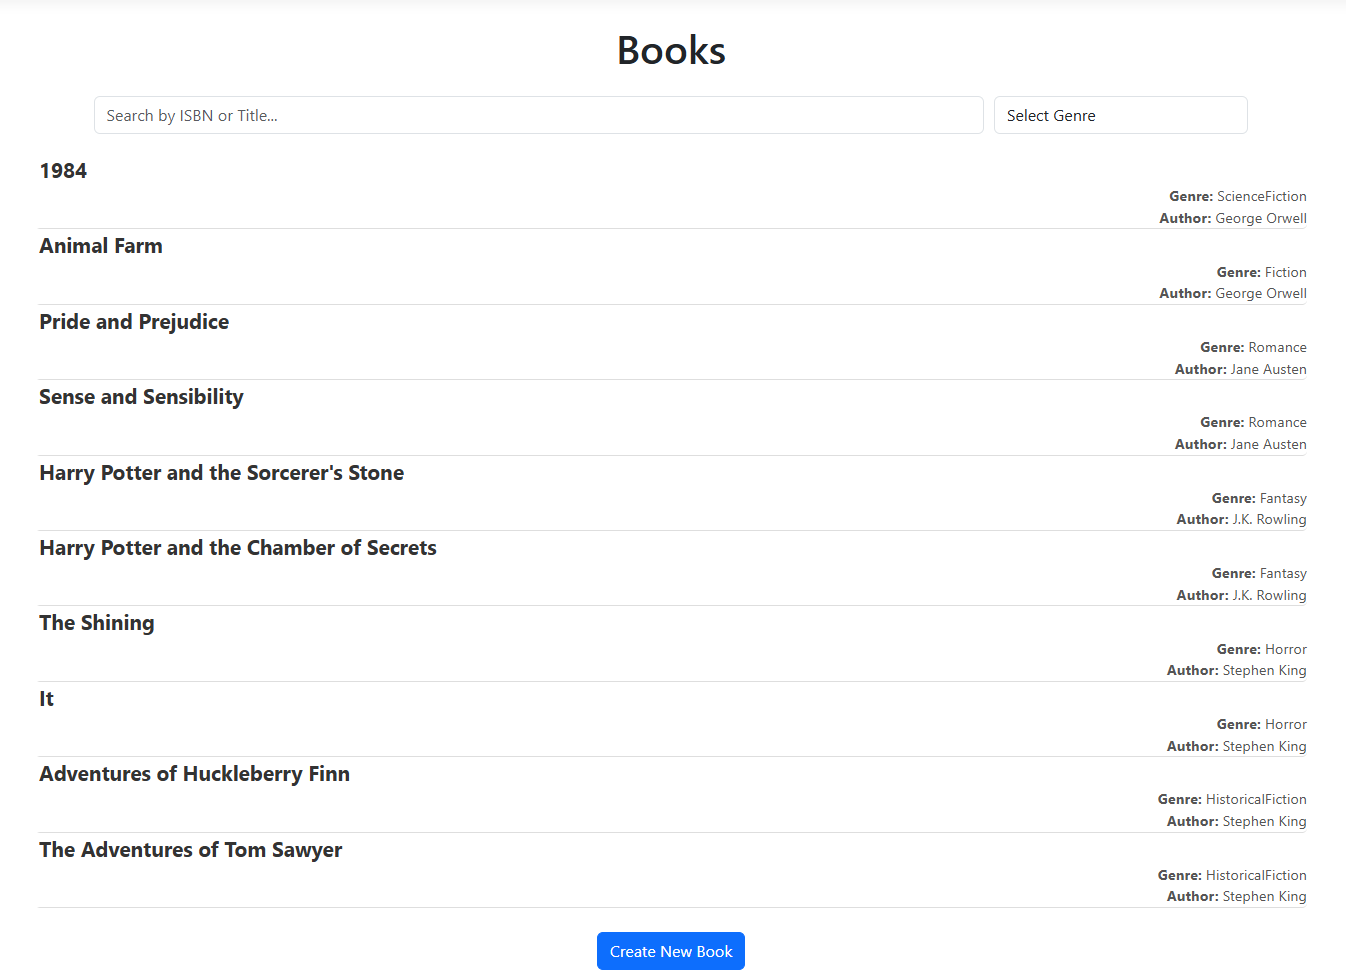 Books
Search by ISBN or Title...
Select Genre
1984
Genre: ScienceFiction
Author: George Orwell
Animal Farm
Genre: Fiction
Author: George Orwell
Pride and Prejudice
Genre: Romance
Author: Jane Austen
Sense and Sensibility
Genre: Romance
Author: Jane Austen
Harry Potter and the Sorcerer's Stone
Genre: Fantasy
Author: J.K. Rowling
Harry Potter and the Chamber of Secrets
Genre: Fantasy
Author: J.K. Rowling
The Shining
Genre: Horror
Author: Stephen King
It
Genre: Horror
Author: Stephen King
Adventures of Huckleberry Finn
Genre: HistoricalFiction
Author: Stephen King
The Adventures of Tom Sawyer
Genre: HistoricalFiction
Author: Stephen King
Create New Book